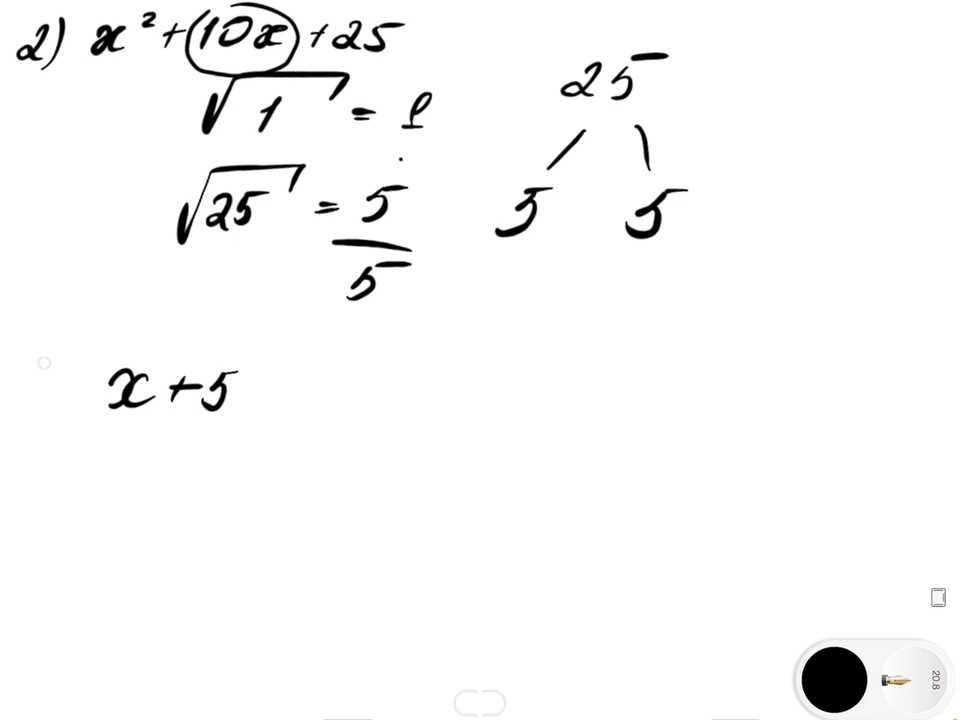 2) x² + 10x + 25
√1 = 1
√25 = 5
5
25
5 5
x + 5
20.8